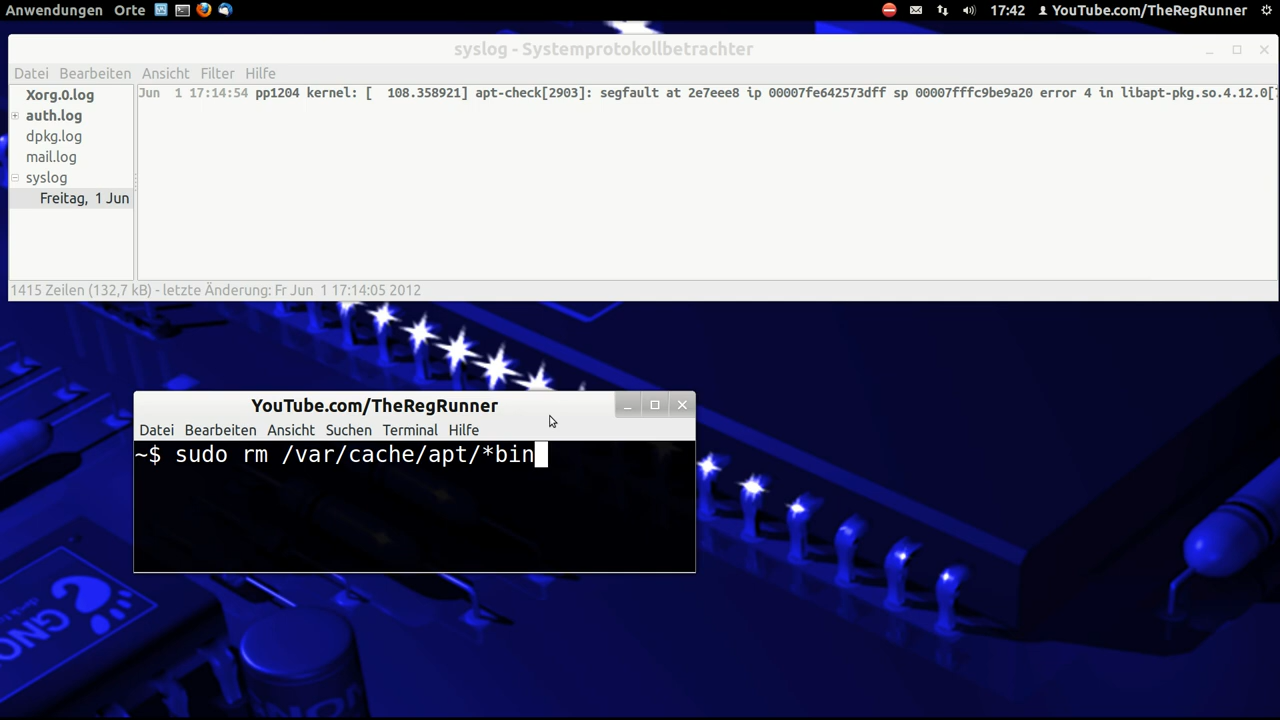 Anwendungen Orte 17:42 YouTube.com/TheRegRunner
syslog - Systemprotokollbetrachter
Datei Bearbeiten Ansicht Filter Hilfe
Xorg.0.log
auth.log
dpkg.log
mail.log
syslog
Freitag, 1 Jun
Jun 1 17:14:54 pp1204 kernel: [ 108.358921] apt-check[2903]: segfault at 2e7eee8 ip 00007fe642573dff sp 00007fffc9be9a20 error 4 in libapt-pkg.so.4.12.0[
1415 Zeilen (132,7 kB) - letzte Änderung: Fr Jun 1 17:14:05 2012
YouTube.com/TheRegRunner
Datei Bearbeiten Ansicht Suchen Terminal Hilfe
~$ sudo rm /var/cache/apt/*bin
GNO